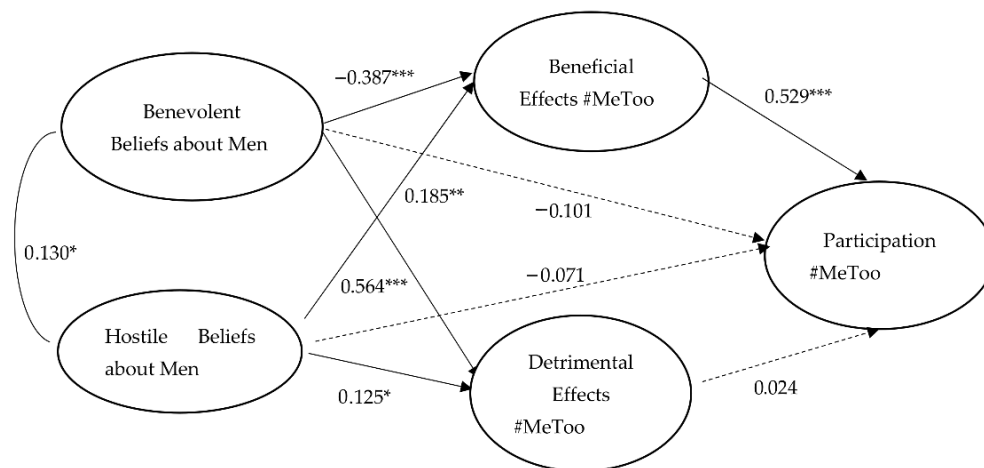 Beneficial
Effects #MeToo
−0.387***
0.529***
Benevolent
Beliefs about Men
0.185**
−0.101
0.130*
Participation
#MeToo
−0.071
0.564***
Hostile Beliefs
about Men
Detrimental
Effects
#MeToo
0.125*
0.024